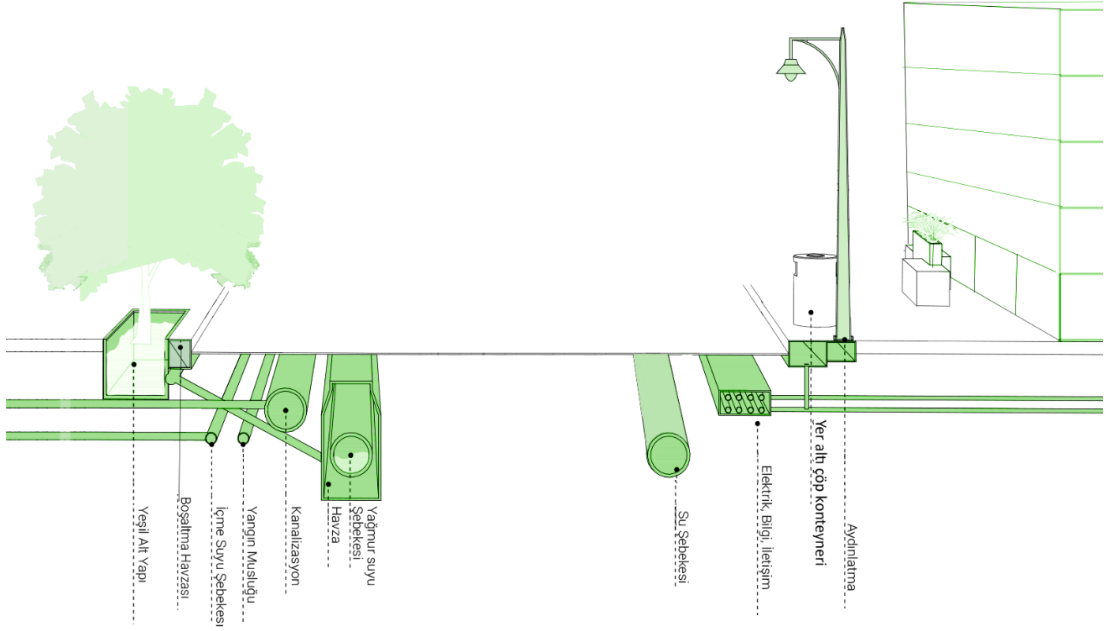 Yeşil Alt Yapı
Boşaltma Havzası
İçme Suyu Şebekesi
Yangın Musluğu
Kanalizasyon
Havza
Yağmur suyu
Şebekesi
Su Şebekesi
Elektrik, Bilgi, İletişim
Yer altı çöp konteyneri
Aydınlatma